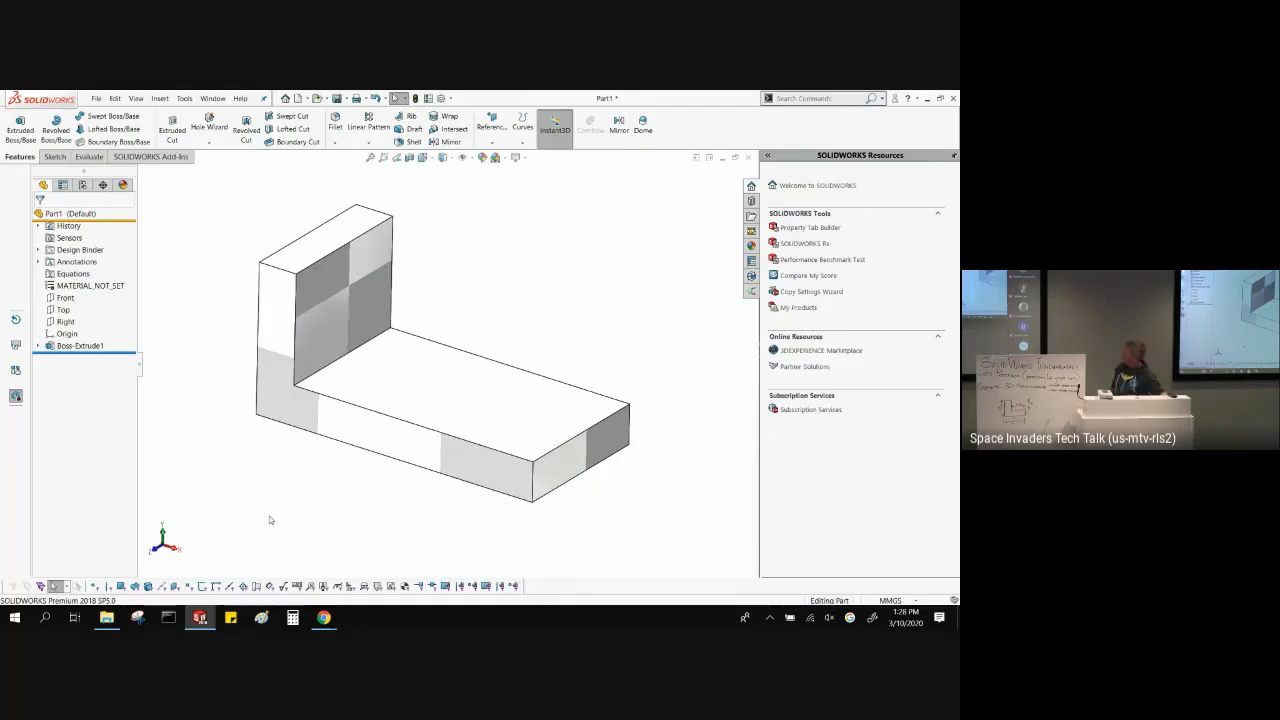 SOLIDWORKS File Edit View Insert Tools Window Help Part1 * Search Commands
Extruded Boss/Base
Revolved Boss/Base
Swept Boss/Base
Lofted Boss/Base
Boundary Boss/Base
Extruded Cut
Hole Wizard
Revolved Cut
Swept Cut
Lofted Cut
Boundary Cut
Fillet
Linear Pattern
Rib
Draft
Shell
Wrap
Intersect
Mirror
Referenc...
Curves
Instant3D
Combine
Mirror
Dome
Features Sketch Evaluate SOLIDWORKS Add-Ins
Part1 (Default)
History
Sensors
Design Binder
Annotations
Equations
MATERIAL_NOT_SET
Front
Top
Right
Origin
Boss-Extrude1
Y
X
Z
SOLIDWORKS Resources
Welcome to SOLIDWORKS
SOLIDWORKS Tools
Property Tab Builder
SOLIDWORKS Rx
Performance Benchmark Test
Compare My Score
Copy Settings Wizard
My Products
Online Resources
3DEXPERIENCE Marketplace
Partner Solutions
Subscription Services
Subscription Services
SOLIDWORKS Premium 2018 SP5.0 Editing Part MMGS
1:28 PM
3/10/2020
SOLIDWORKS FUNDAMENTALS
Space Invaders Tech Talk (us-mtv-rls2)